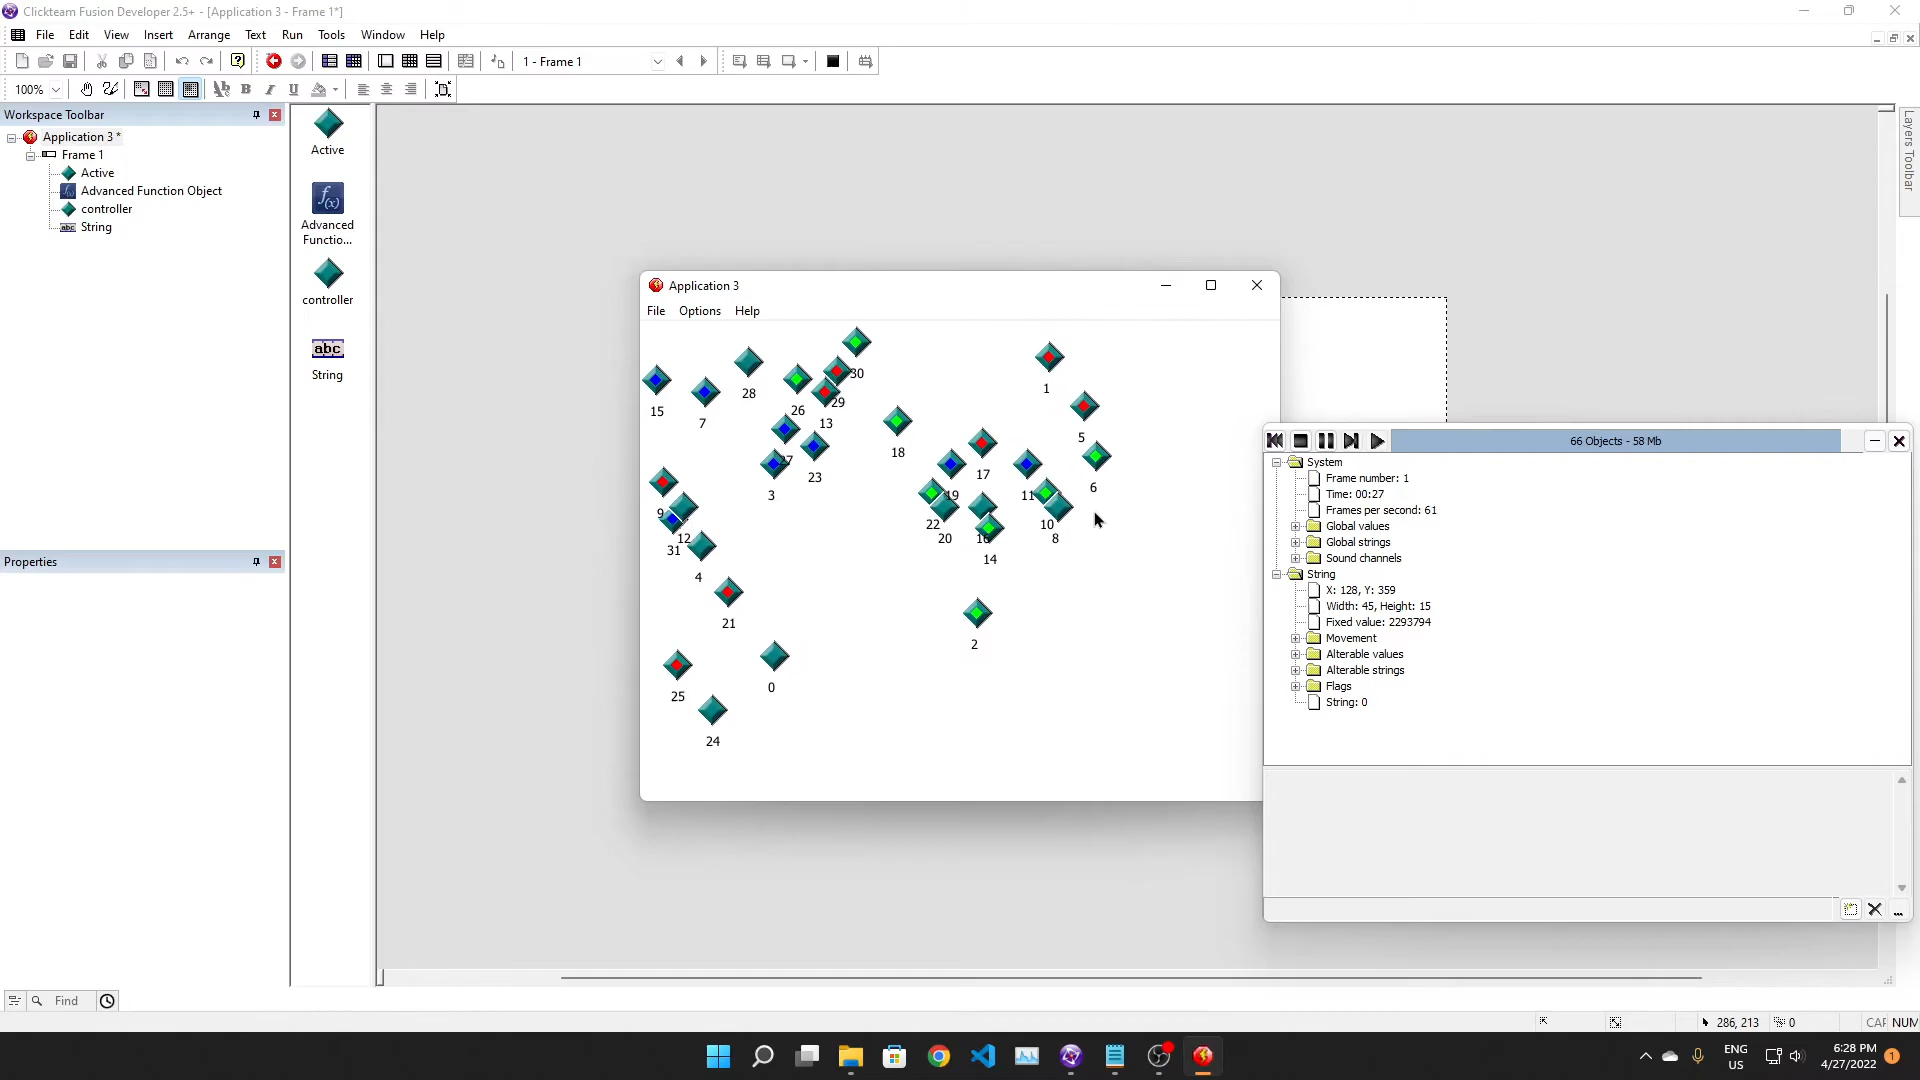 Clickteam Fusion Developer 2.5+ - [Application 3 - Frame 1*]
File Edit View Insert Arrange Text Run Tools Window Help
1 - Frame 1
100%
Workspace Toolbar
Application 3 *
Frame 1
Active
Advanced Function Object
controller
String
Properties
Find
Active
Advanced
Functio...
controller
abc
String
Layers Toolbar
Application 3
File Options Help
30
1
28
29
15
26
7
13
5
18
27
23
17
6
3
19
11
9
22
10
12
20
16
8
31
14
4
21
2
0
25
24
66 Objects - 58 Mb
System
Frame number: 1
Time: 00:27
Frames per second: 61
Global values
Global strings
Sound channels
String
X: 128, Y: 359
Width: 45, Height: 15
Fixed value: 2293794
Movement
Alterable values
Alterable strings
Flags
String: 0
286, 213
0
CAF NUM
ENG
US
6:28 PM
4/27/2022
1